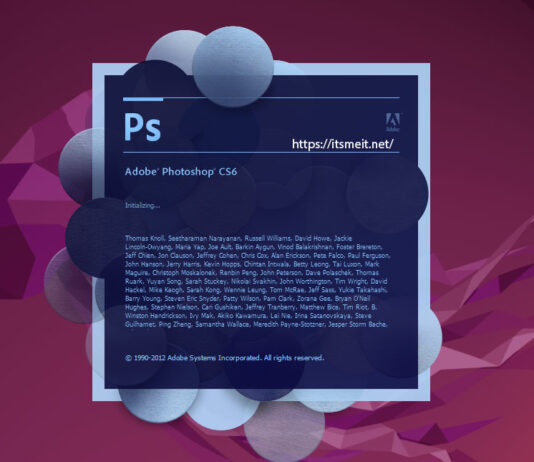 Ps
Adobe
https://itsmeit.net/
Adobe® Photoshop® CS6
Initializing...
Thomas Knoll, Seetharaman Narayanan, Russell Williams, David Howe, Jackie
Lincoln-Owyang, Maria Yap, Joe Ault, Barkin Aygun, Vinod Balakrishnan, Foster Brereton,
Jeff Chien, Jon Clauson, Jeffrey Cohen, Chris Cox, Alan Erickson, Pete Falco, Paul Ferguson,
John Hanson, Jerry Harris, Kevin Hopps, Chintan Intwala, Betty Leong, Tai Luxon, Mark
Maguire, Christoph Moskalonek, Renbin Peng, John Peterson, Dave Polaschek, Thomas
Ruark, Yuyan Song, Sarah Stuckey, Nikolai Svakhin, John Worthington, Tim Wright, David
Hackel, Mike Keogh, Sarah Kong, Wennie Leung, Tom McRae, Jeff Sass, Yukie Takahashi,
Barry Young, Steven Eric Snyder, Patty Wilson, Pam Clark, Zorana Gee, Bryan O'Neil
Hughes, Stephen Nielson, Cari Gushiken, Jeffrey Tranberry, Matthew Bice, Tim Riot, B.
Winston Hendrickson, Ivy Mak, Akiko Kawamura, Lei Nie, Irina Satanovskaya, Steve
Guilhamet, Ping Zheng, Samantha Wallace, Meredith Payne-Stotzner, Jesper Storm Bache,
© 1990-2012 Adobe Systems Incorporated. All rights reserved.